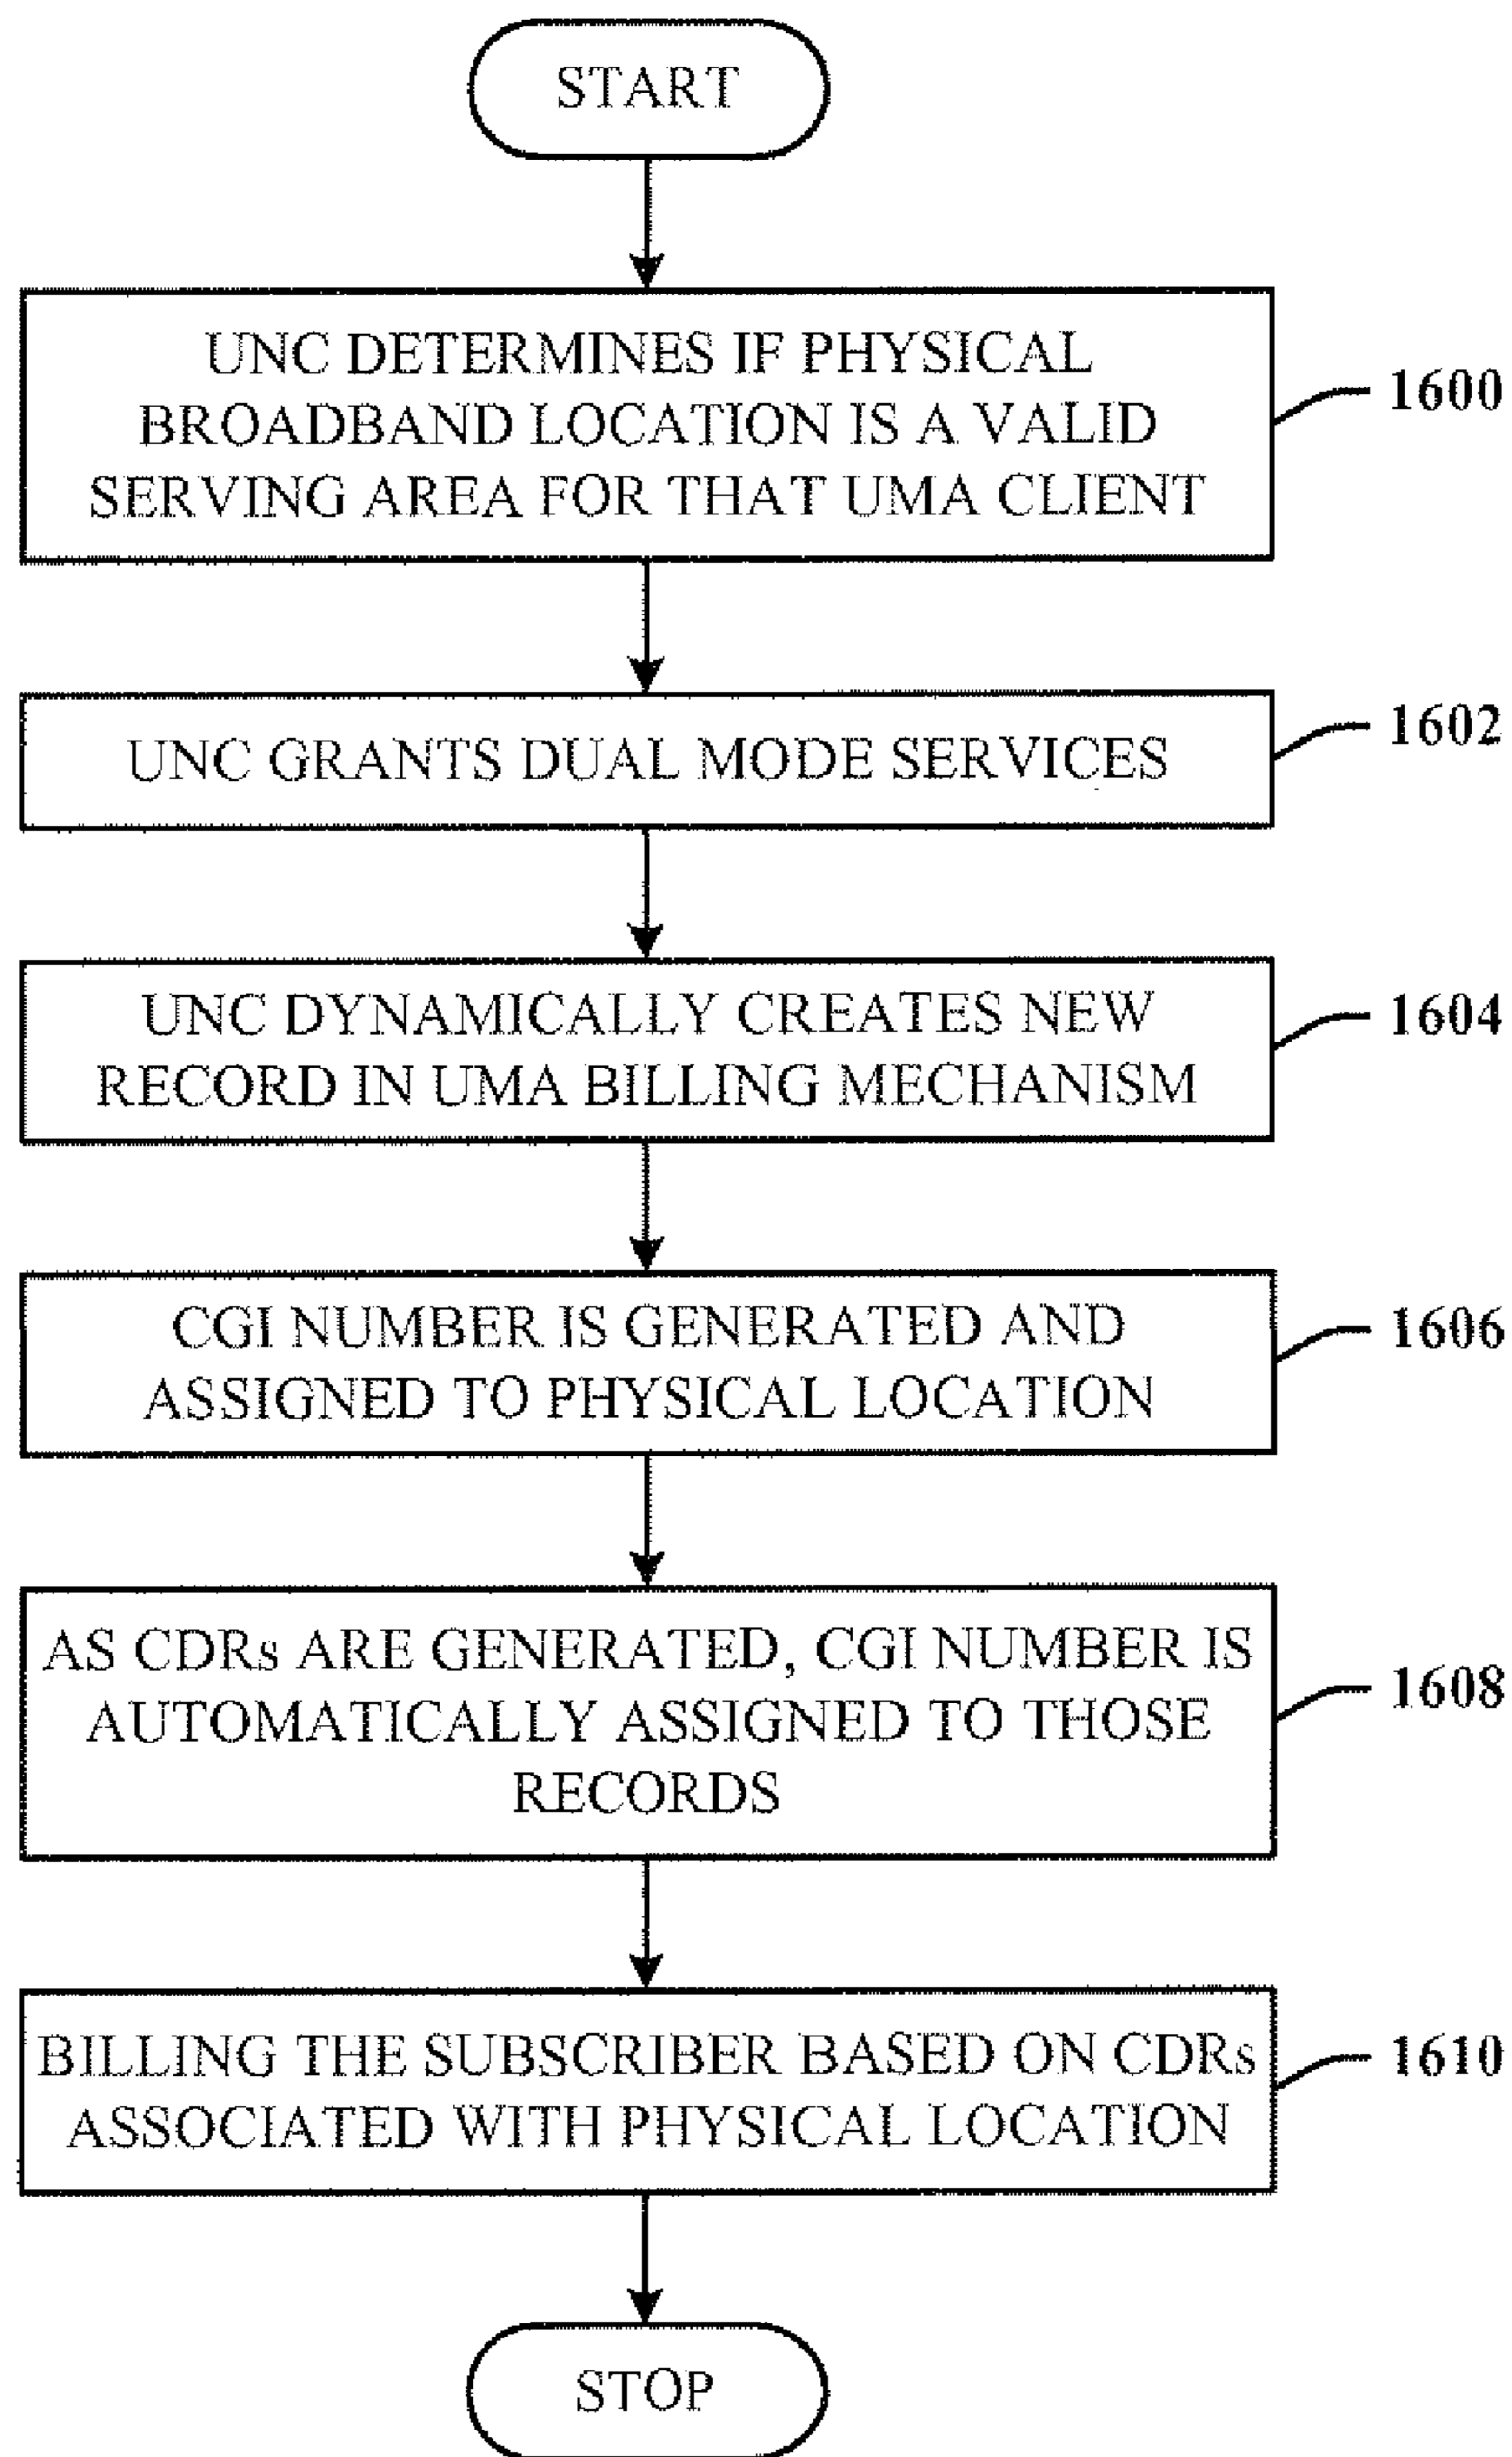 START
UNC DETERMINES IF PHYSICAL
BROADBAND LOCATION IS A VALID
SERVING AREA FOR THAT UMA CLIENT
1600
UNC GRANTS DUAL MODE SERVICES
1602
UNC DYNAMICALLY CREATES NEW
RECORD IN UMA BILLING MECHANISM
1604
CGI NUMBER IS GENERATED AND
ASSIGNED TO PHYSICAL LOCATION
1606
AS CDRs ARE GENERATED, CGI NUMBER IS
AUTOMATICALLY ASSIGNED TO THOSE
RECORDS
1608
BILLING THE SUBSCRIBER BASED ON CDRs
ASSOCIATED WITH PHYSICAL LOCATION
1610
STOP